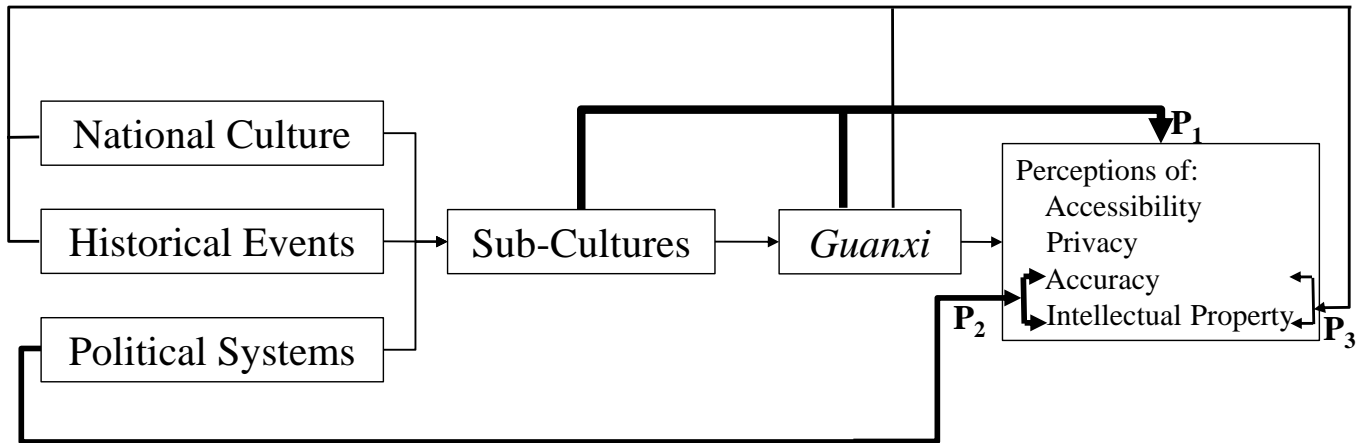 National Culture
Historical Events
Political Systems
Sub-Cultures
Guanxi
P1
Perceptions of:
Accessibility
Privacy
Accuracy
Intellectual Property
P2
P3